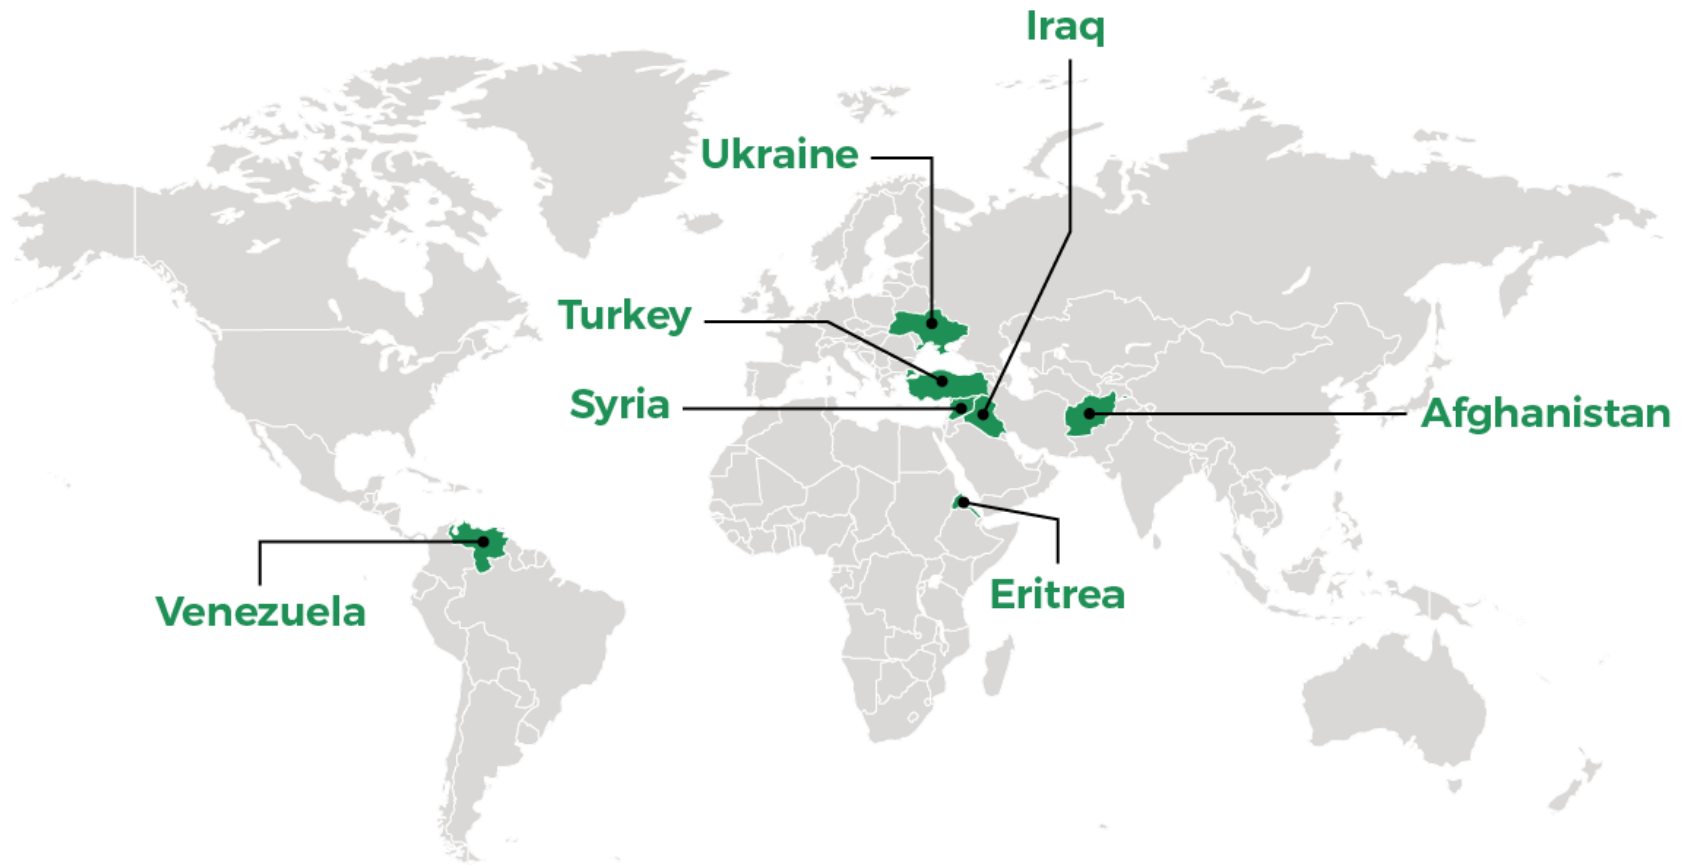 Iraq
Ukraine
Turkey
Syria
Afghanistan
Eritrea
Venezuela